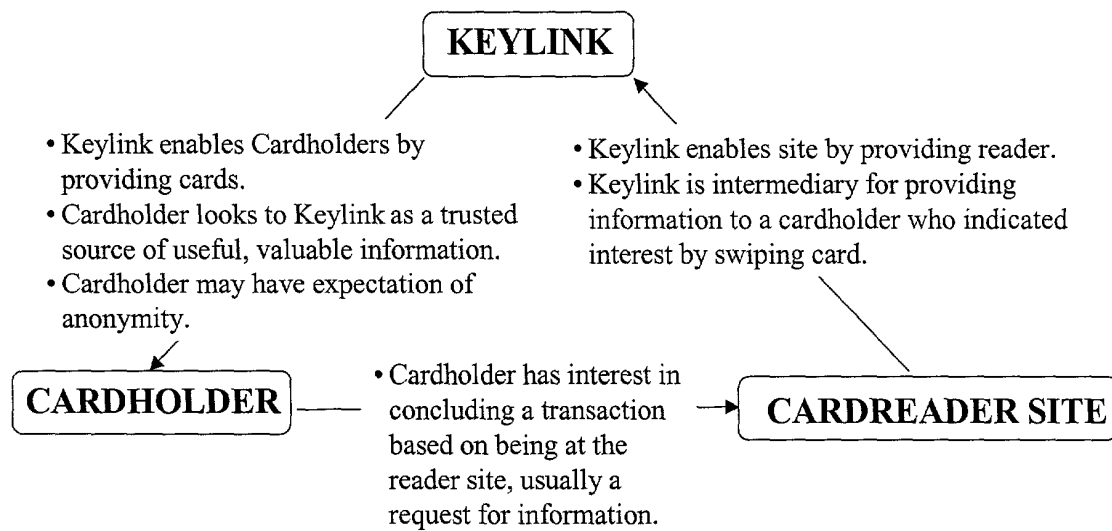 KEYLINK
• Keylink enables Cardholders by
providing cards.
• Cardholder looks to Keylink as a trusted
source of useful, valuable information.
• Cardholder may have expectation of
anonymity.
• Keylink enables site by providing reader.
• Keylink is intermediary for providing
information to a cardholder who indicated
interest by swiping card.
CARDHOLDER
• Cardholder has interest in
concluding a transaction
based on being at the
reader site, usually a
request for information.
CARDREADER SITE